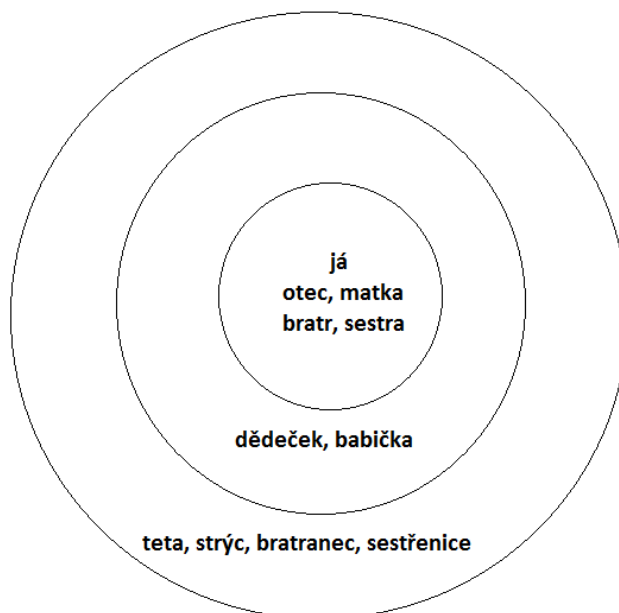 já
otec, matka
bratr, sestra
dědeček, babička
teta, strýc, bratranec, sestřenice